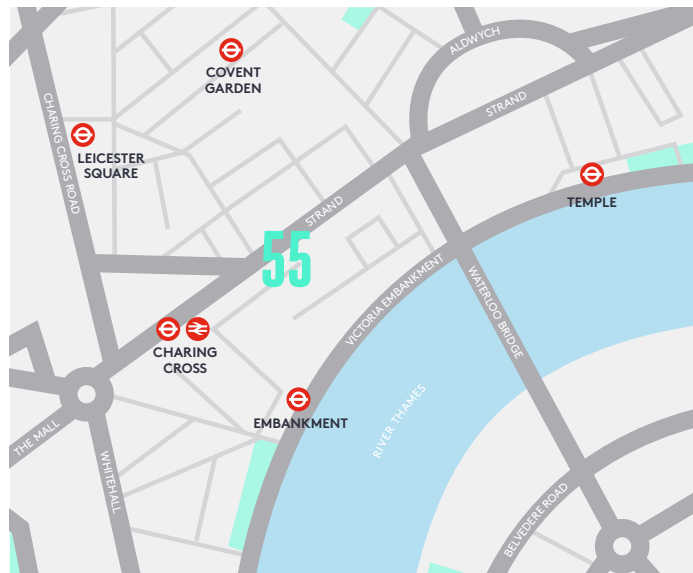 ALDWYCH
COVENT
GARDEN
STRAND
CHARING CROSS ROAD
LEICESTER
SQUARE
TEMPLE
STRAND
55
VICTORIA EMBANKMENT
WATERLOO BRIDGE
CHARING
CROSS
EMBANKMENT
RIVER THAMES
THE MALL
WHITEHALL
BELVEDERE ROAD